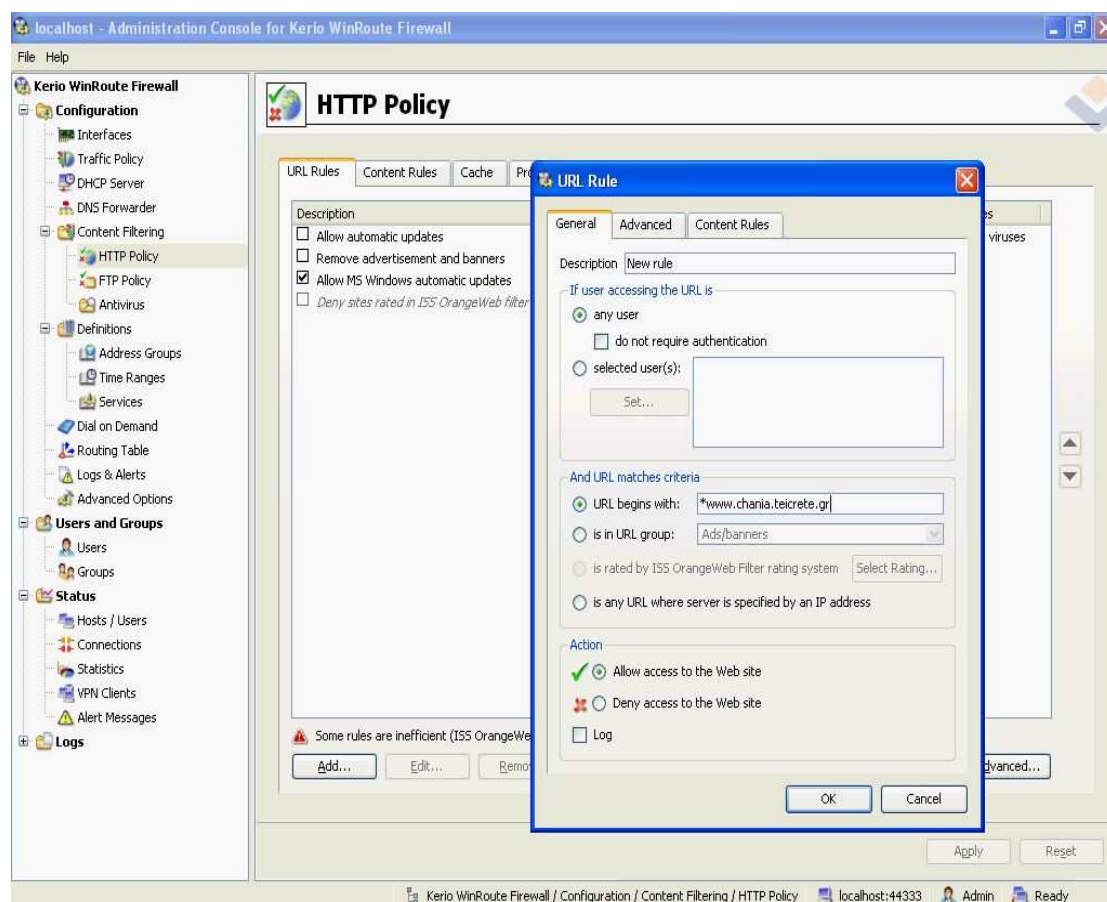 localhost - Administration Console for Kerio WinRoute Firewall
File Help
Kerio WinRoute Firewall
Configuration
Interfaces
Traffic Policy
DHCP Server
DNS Forwarder
Content Filtering
HTTP Policy
FTP Policy
Antivirus
Definitions
Address Groups
Time Ranges
Services
Dial on Demand
Routing Table
Logs & Alerts
Advanced Options
Users and Groups
Users
Groups
Status
Hosts / Users
Connections
Statistics
VPN Clients
Alert Messages
Logs
HTTP Policy
URL Rules Content Rules Cache
Description
Allow automatic updates viruses
Remove advertisement and banners
Allow MS Windows automatic updates
Deny sites rated in ISS OrangeWeb filter
Some rules are inefficient (ISS
Add... Edit...
URL Rule
General Advanced Content Rules
Description New rule
If user accessing the URL is
any user
do not require authentication
selected user(s):
Set...
And URL matches criteria
URL begins with: *www.chania.teicrete.gr
is in URL group: Ads/banners
is rated by ISS OrangeWeb Filter rating system Select Rating...
is any URL where server is specified by an IP address
Action
Allow access to the Web site
Deny access to the Web site
Log
OK Cancel
Apply Reset
Kerio WinRoute Firewall / Configuration / Content Filtering / HTTP Policy localhost:44333 Admin Ready